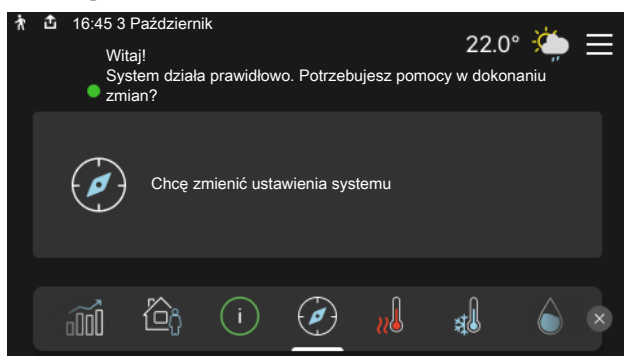 16:45 3 Październik
22.0°
Witaj!
System działa prawidłowo. Potrzebujesz pomocy w dokonaniu
zmian?
Chcę zmienić ustawienia systemu
i